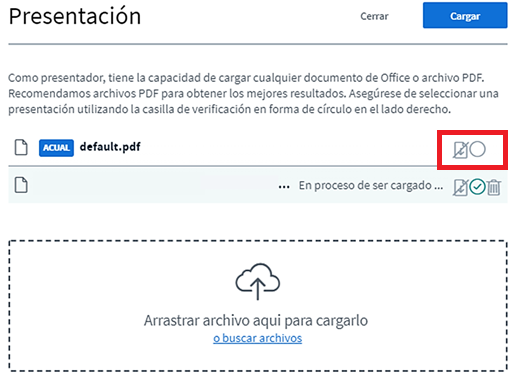 Presentación
Cerrar
Cargar
Como presentador, tiene la capacidad de cargar cualquier documento de Office o archivo PDF.
Recomendamos archivos PDF para obtener los mejores resultados. Asegúrese de seleccionar una
presentación utilizando la casilla de verificación en forma de círculo en el lado derecho.
ACUAL default.pdf
... En proceso de ser cargado ...
Arrastrar archivo aqui para cargarlo
o buscar archivos